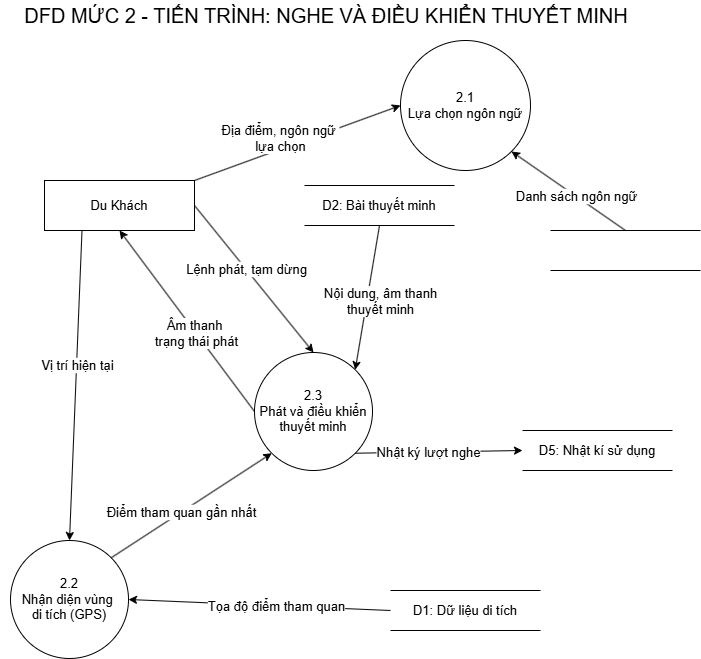 DFD MỨC 2 - TIẾN TRÌNH: NGHE VÀ ĐIỀU KHIỂN THUYẾT MINH
2.1
Lựa chọn ngôn ngữ
Địa điểm, ngôn ngữ
lựa chọn
Danh sách ngôn ngữ
Du Khách
D2: Bài thuyết minh
Lệnh phát, tạm dừng
Nội dung, âm thanh
thuyết minh
Âm thanh
trạng thái phát
Vị trí hiện tại
2.3
Phát và điều khiển
thuyết minh
Nhật ký lượt nghe
D5: Nhật kí sử dụng
Điểm tham quan gần nhất
2.2
Nhận diện vùng
di tích (GPS)
Tọa độ điểm tham quan
D1: Dữ liệu di tích